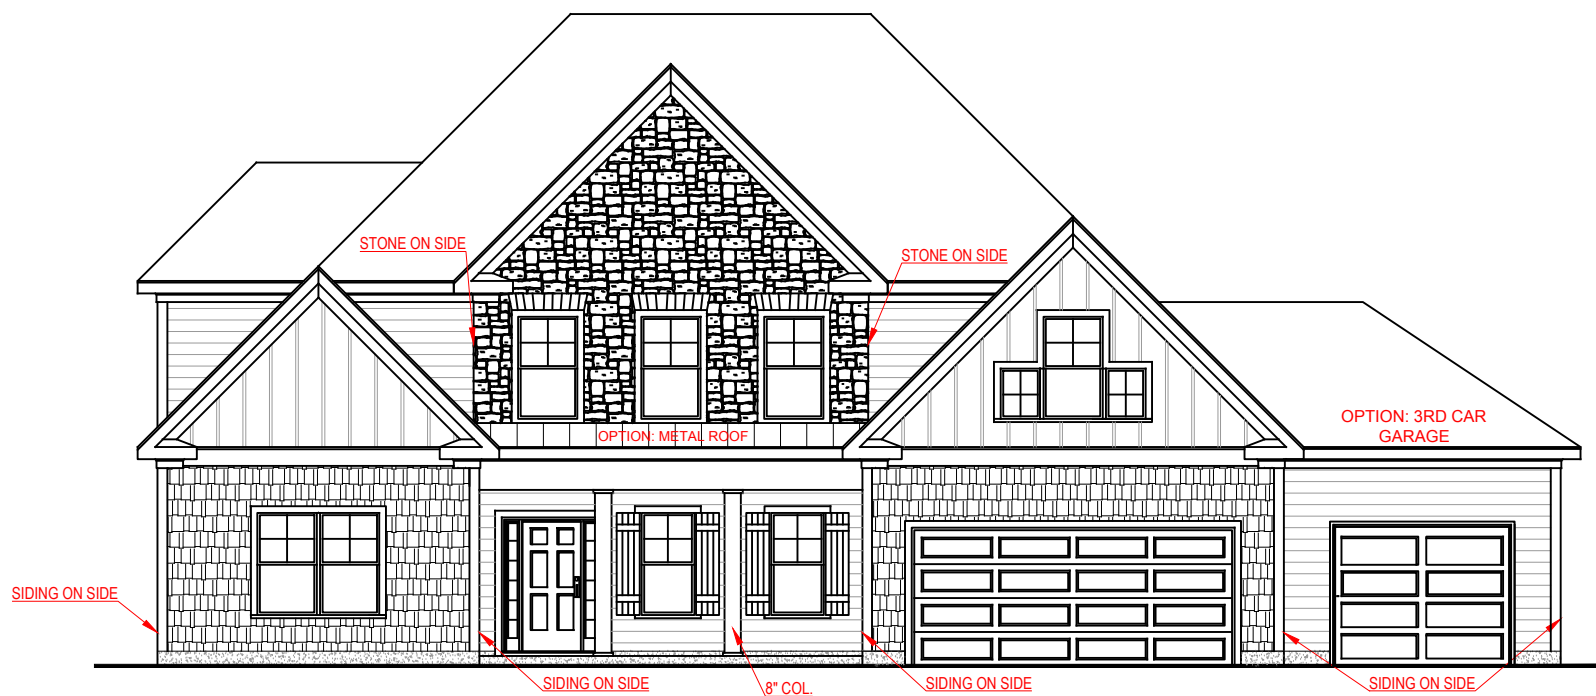 STONE ON SIDE
STONE ON SIDE
OPTION: METAL ROOF
OPTION: 3RD CAR
GARAGE
SIDING ON SIDE
SIDING ON SIDE
8" COL.
SIDING ON SIDE
SIDING ON SIDE